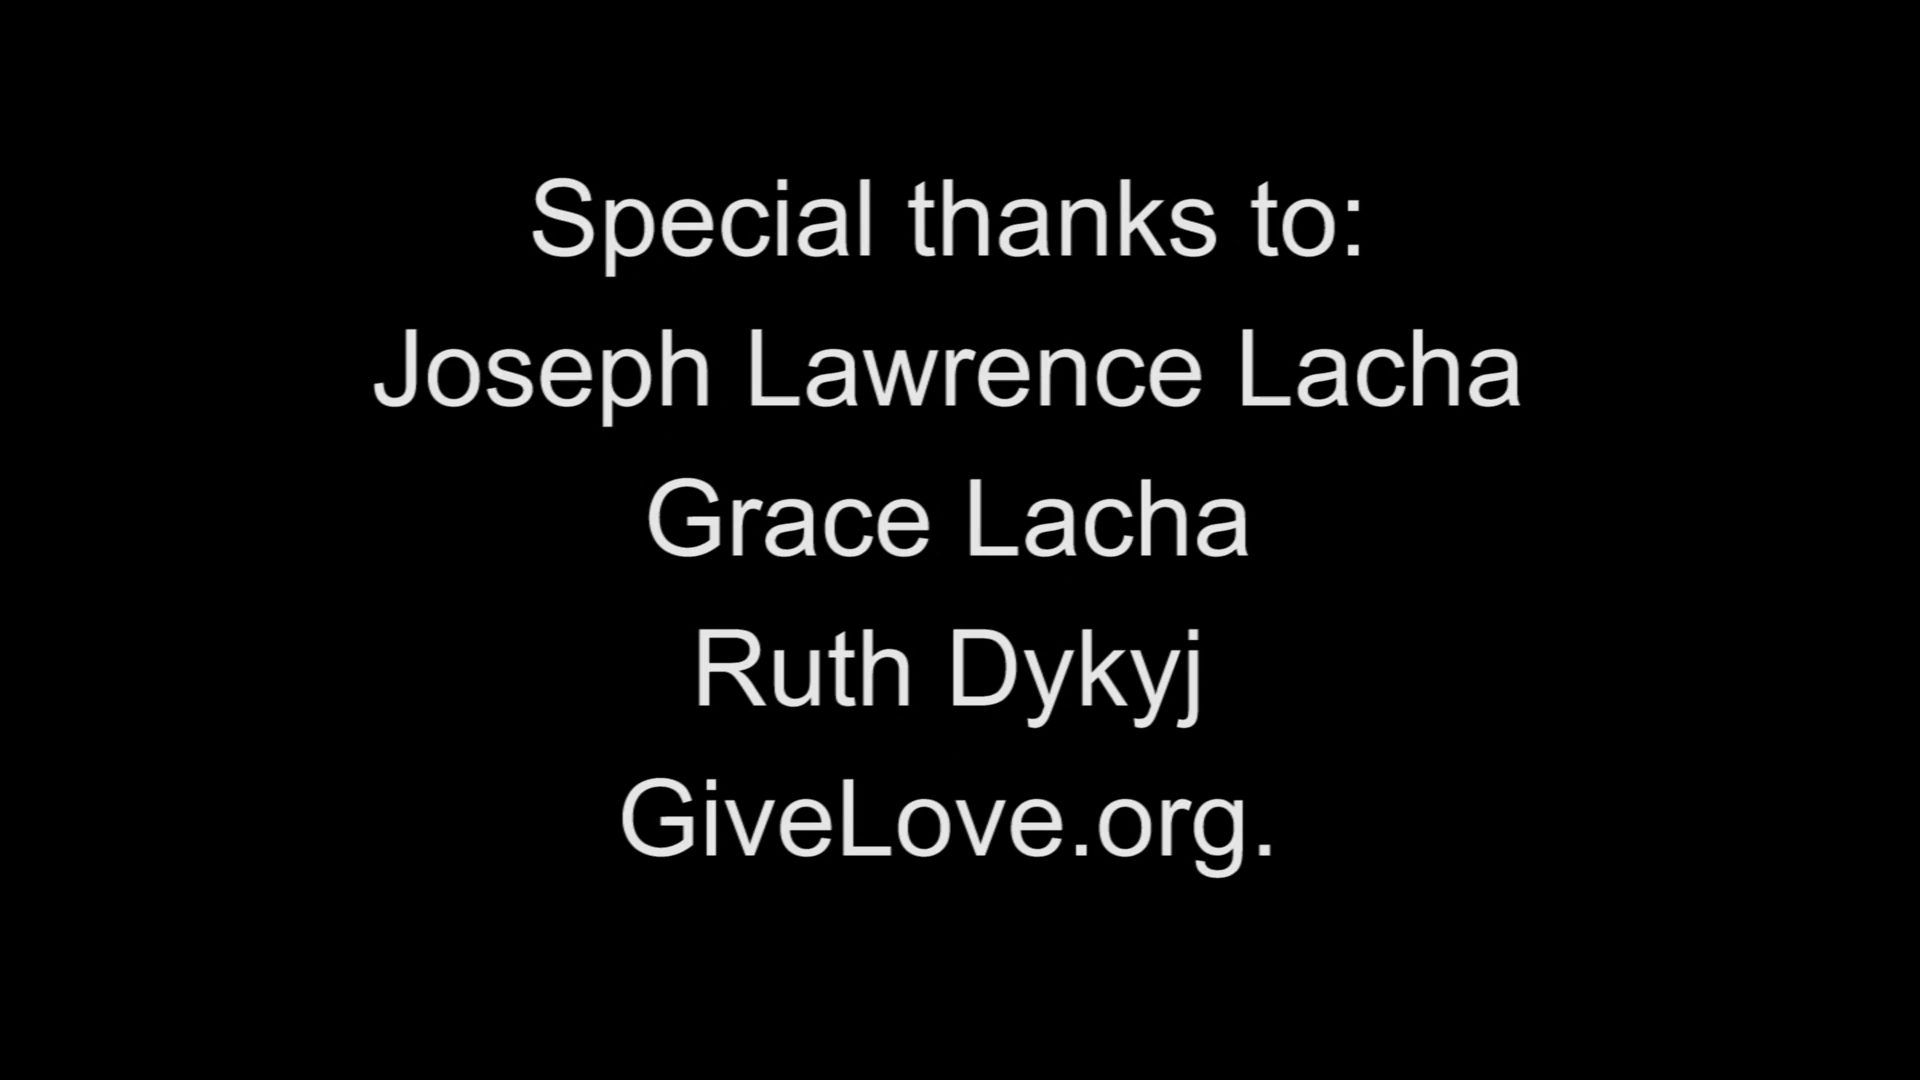 Special thanks to:
Joseph Lawrence Lacha
Grace Lacha
Ruth Dykyj
GiveLove.org.